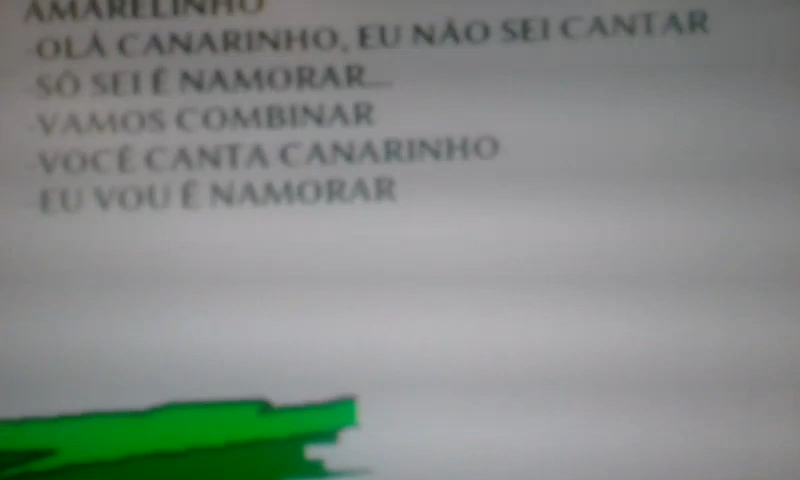 AMARELINHO
-OLÁ CANARINHO, EU NÃO SEI CANTAR
-SÓ SEI É NAMORAR...
-VAMOS COMBINAR
-VOCÊ CANTA CANARINHO
-EU VOU É NAMORAR